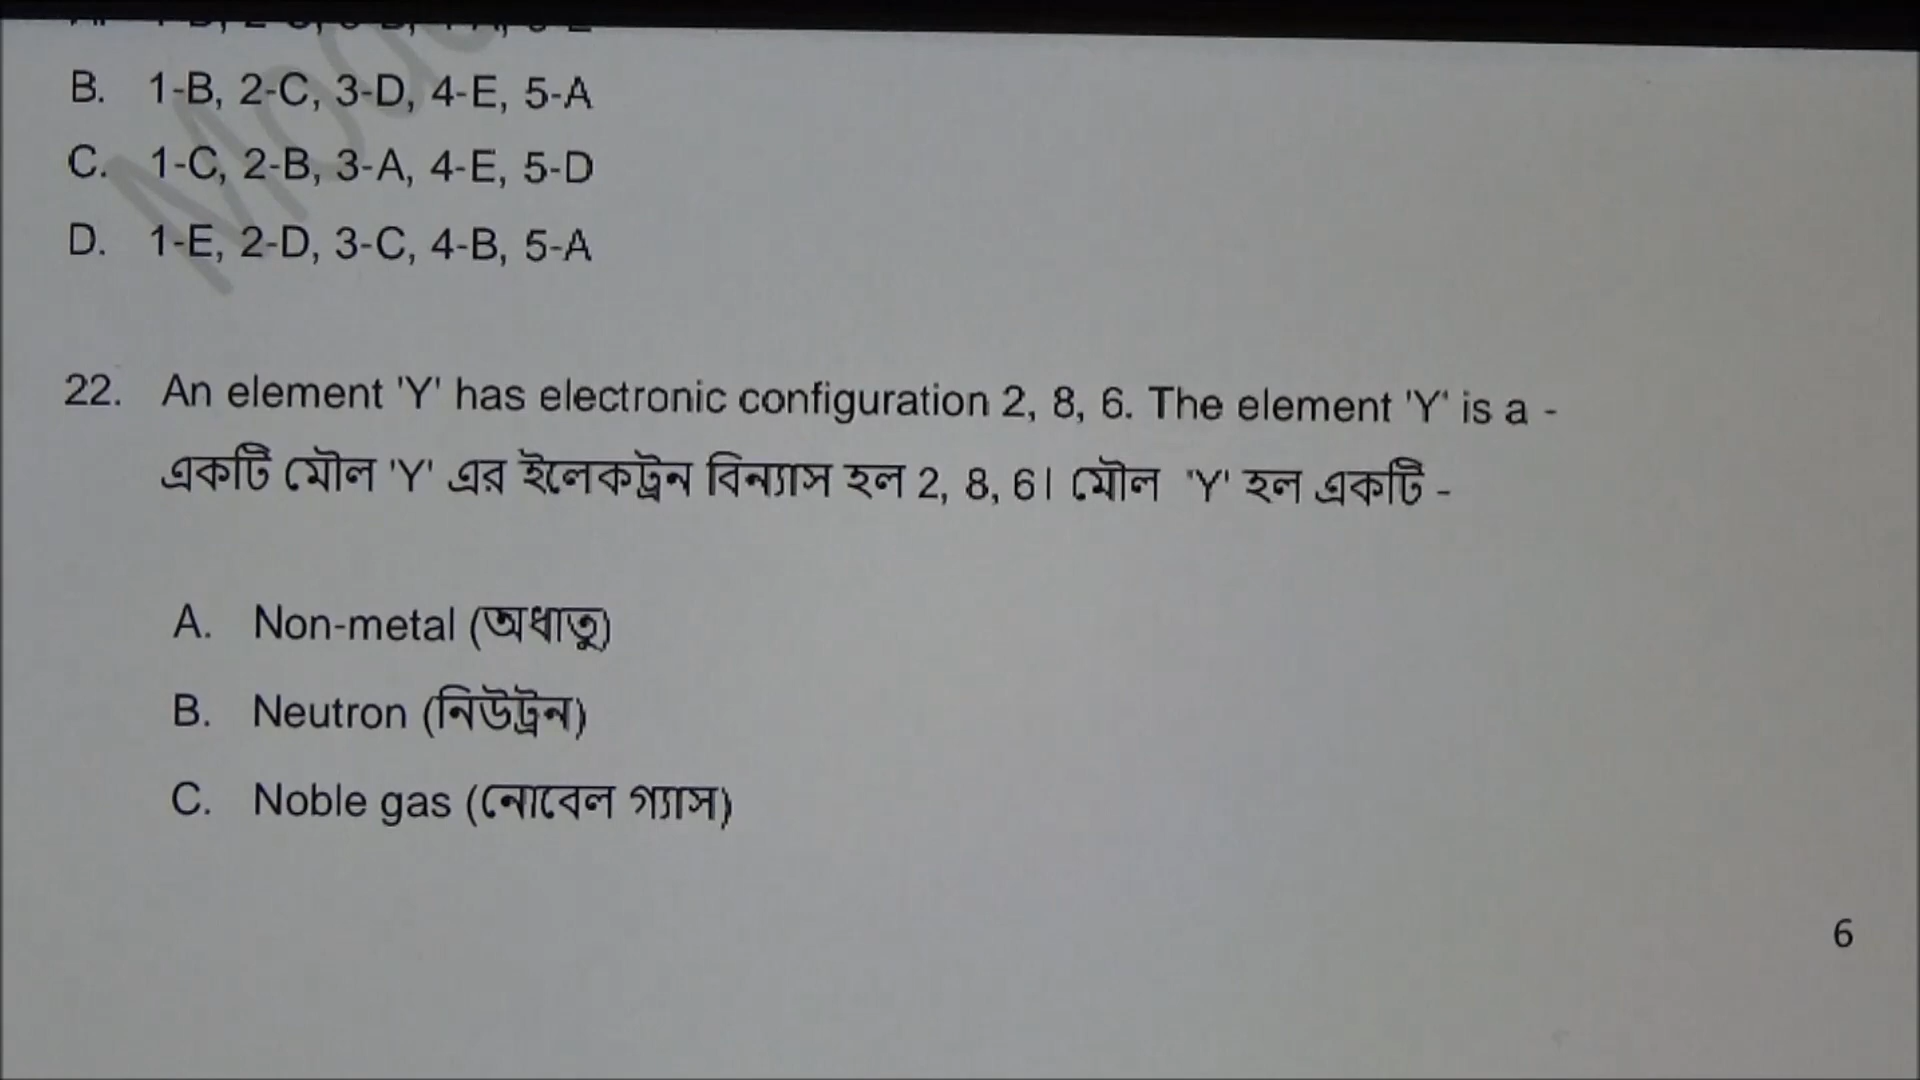 B. 1-B, 2-C, 3-D, 4-E, 5-A
C. 1-C, 2-B, 3-A, 4-E, 5-D
D. 1-E, 2-D, 3-C, 4-B, 5-A
22. An element 'Y' has electronic configuration 2, 8, 6. The element 'Y' is a -
একটি মৌল 'Y' এর ইলেকট্রন বিন্যাস হল 2, 8, 6। মৌল 'Y' হল একটি -
A. Non-metal (অধাতু)
B. Neutron (নিউট্রন)
C. Noble gas (নোবেল গ্যাস)
6